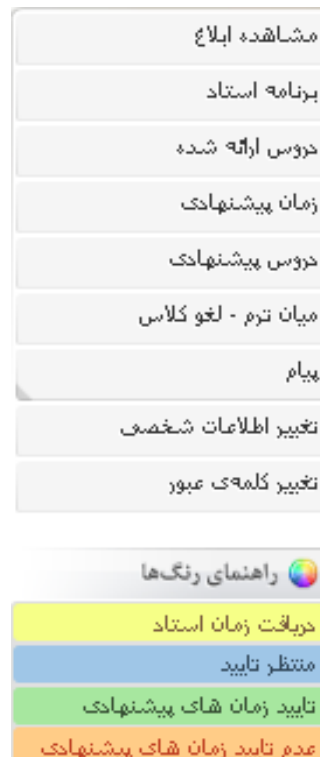 مشاهده ابلاغ
برنامه استاد
دروس ارائه شده
زمان پیشنهادی
دروس پیشنهادی
میان ترم - لغو کلاس
پیام
تغییر اطلاعات شخصی
تغییر کلمه‌ی عبور
راهنمای رنگ‌ها
دریافت زمان استاد
منتظر تایید
تایید زمان های پیشنهادی
عدم تایید زمان های پیشنهادی